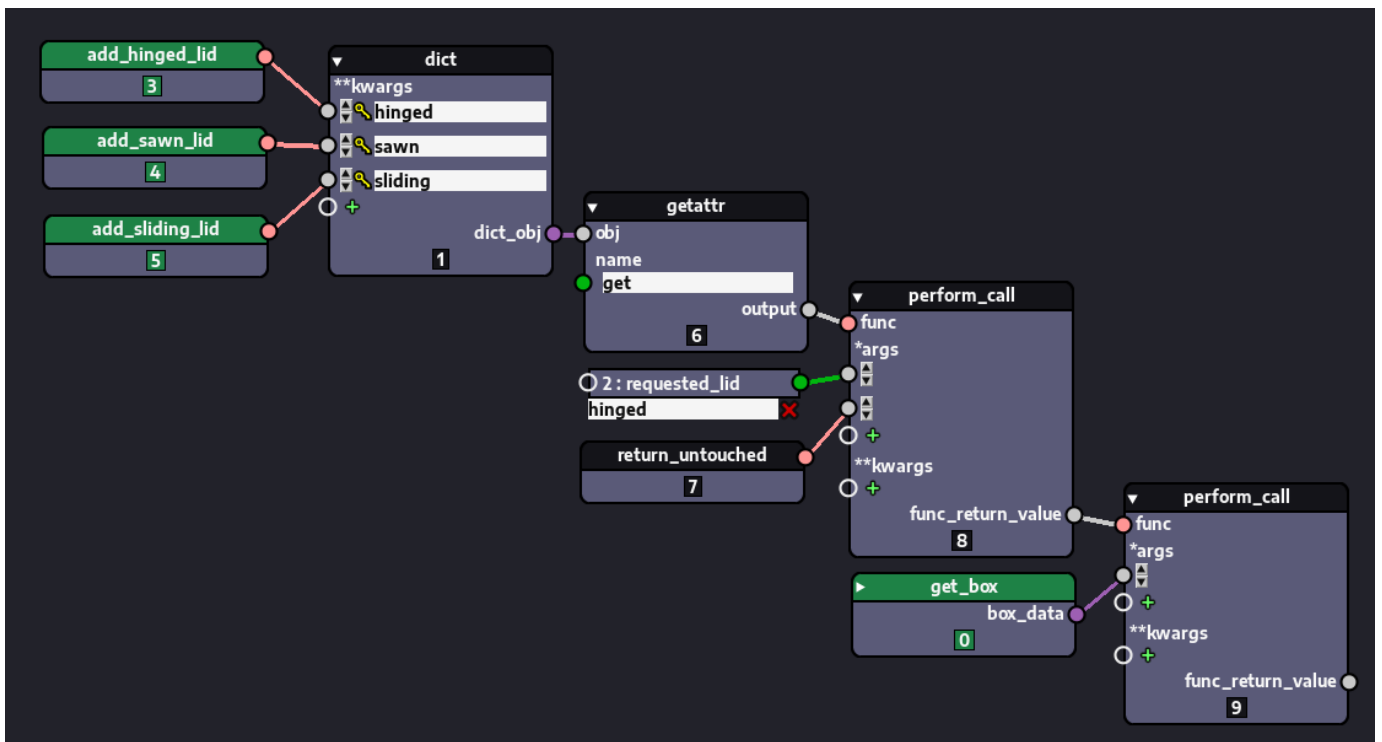 add_hinged_lid
3
add_sawn_lid
4
add_sliding_lid
5
dict
**kwargs
hinged
sawn
sliding
dict_obj
1
getattr
obj
name
get
output
6
2 : requested_lid
hinged
return_untouched
7
perform_call
func
*args
**kwargs
func_return_value
8
get_box
box_data
0
perform_call
func
*args
**kwargs
func_return_value
9